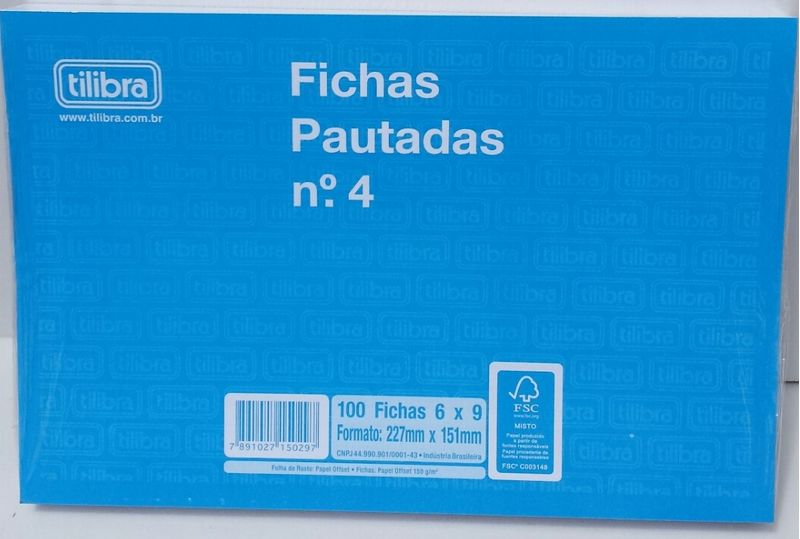 tilibra
www.tilibra.com.br
Fichas
Pautadas
nº. 4
7 891027 150297
100 Fichas 6 x 9
Formato: 227mm x 151mm
CNPJ 44.990.901/0001-43 • Indústria Brasileira
Folha de Rosto: Papel Offset • Fichas: Papel Offset 150 g/m²
FSC
www.fsc.org
MISTO
Papel produzido
a partir de
fontes responsáveis
Papel procedente de
fuentes responsables
FSC® C003148